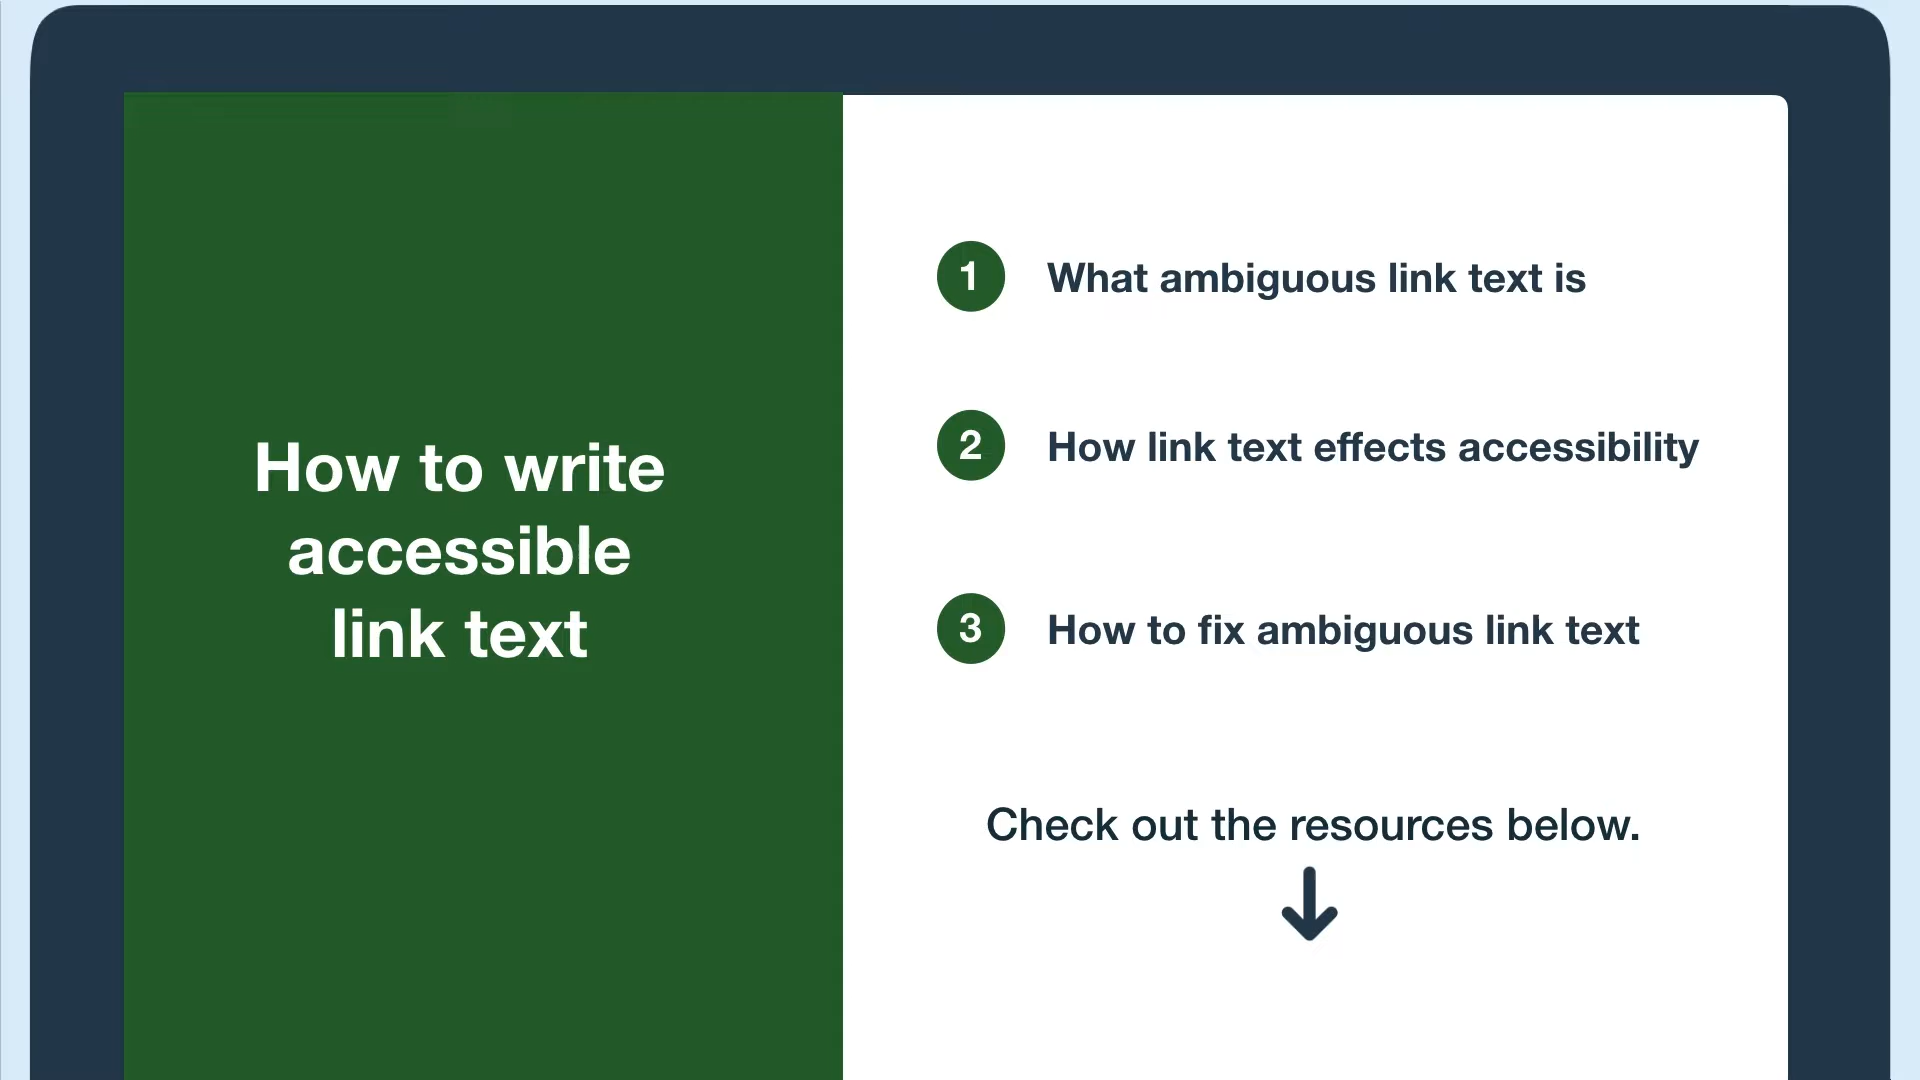 How to write
accessible
link text
1 What ambiguous link text is
2 How link text effects accessibility
3 How to fix ambiguous link text
Check out the resources below.